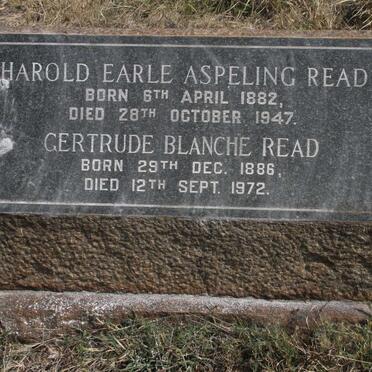 HAROLD EARLE ASPELING READ
BORN 6TH APRIL 1882,
DIED 28TH OCTOBER 1947.
GERTRUDE BLANCHE READ
BORN 29TH DEC. 1886,
DIED 12TH SEPT. 1972.